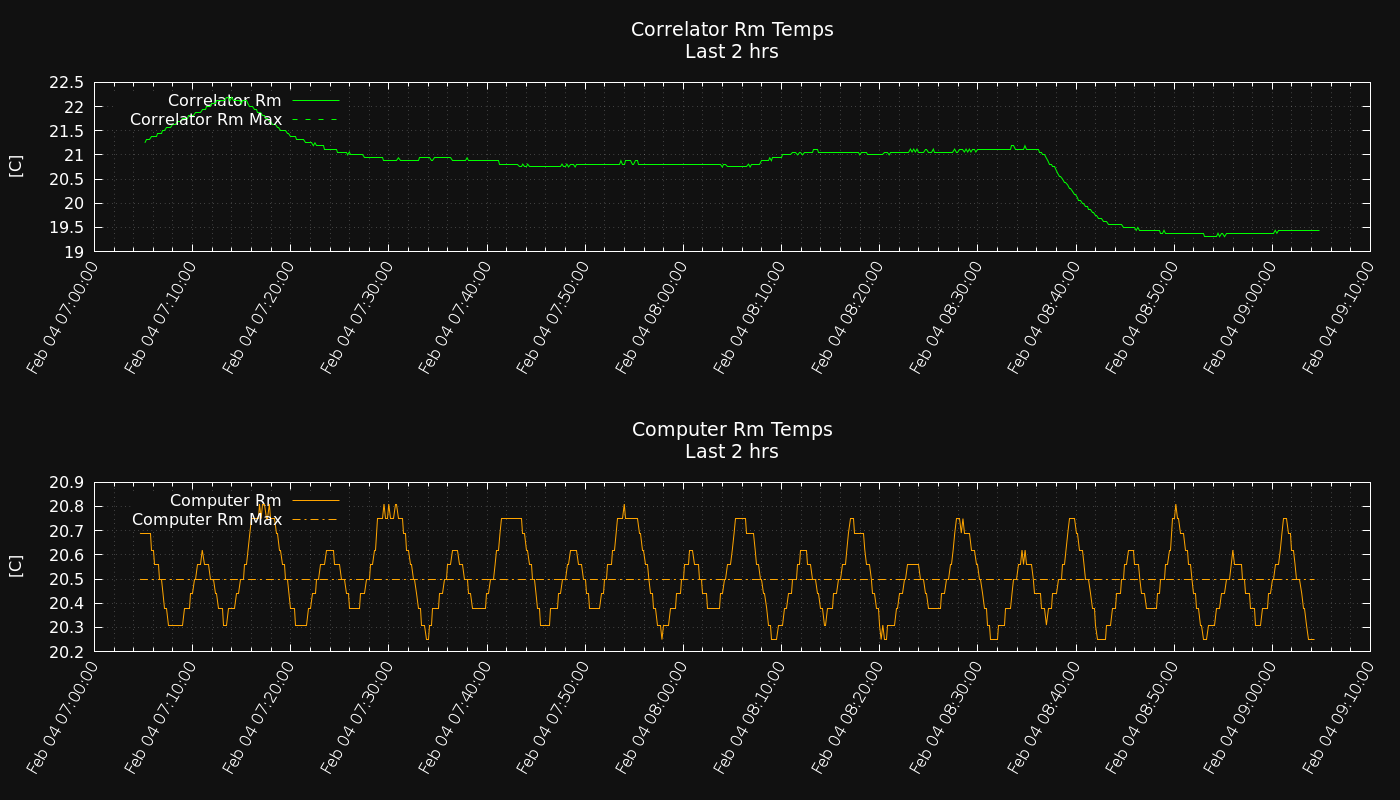 Correlator Rm Temps
Last 2 hrs
22.5
22
21.5
21
20.5
20
19.5
19
[C]
Correlator Rm
Correlator Rm Max
Feb 04 07:00:00
Feb 04 07:10:00
Feb 04 07:20:00
Feb 04 07:30:00
Feb 04 07:40:00
Feb 04 07:50:00
Feb 04 08:00:00
Feb 04 08:10:00
Feb 04 08:20:00
Feb 04 08:30:00
Feb 04 08:40:00
Feb 04 08:50:00
Feb 04 09:00:00
Feb 04 09:10:00
Computer Rm Temps
Last 2 hrs
20.9
20.8
20.7
20.6
20.5
20.4
20.3
20.2
[C]
Computer Rm
Computer Rm Max
Feb 04 07:00:00
Feb 04 07:10:00
Feb 04 07:20:00
Feb 04 07:30:00
Feb 04 07:40:00
Feb 04 07:50:00
Feb 04 08:00:00
Feb 04 08:10:00
Feb 04 08:20:00
Feb 04 08:30:00
Feb 04 08:40:00
Feb 04 08:50:00
Feb 04 09:00:00
Feb 04 09:10:00